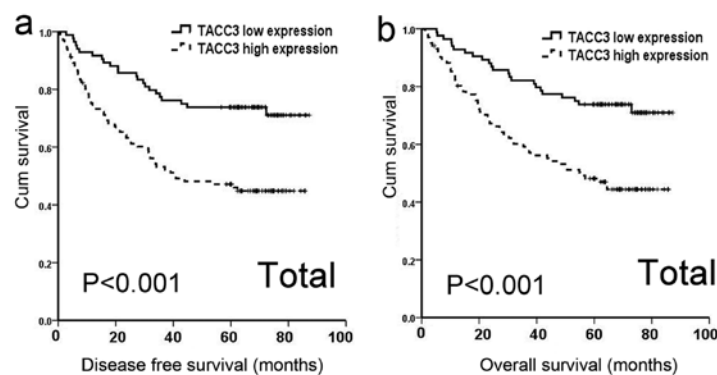 a
TACC3 low expression
TACC3 high expression
Cum survival
1.0
0.8
0.6
0.4
0.2
0.0
P<0.001
Total
0 20 40 60 80 100
Disease free survival (months)
b
TACC3 low expression
TACC3 high expression
Cum survival
1.0
0.8
0.6
0.4
0.2
0.0
P<0.001
Total
0 20 40 60 80 100
Overall survival (months)